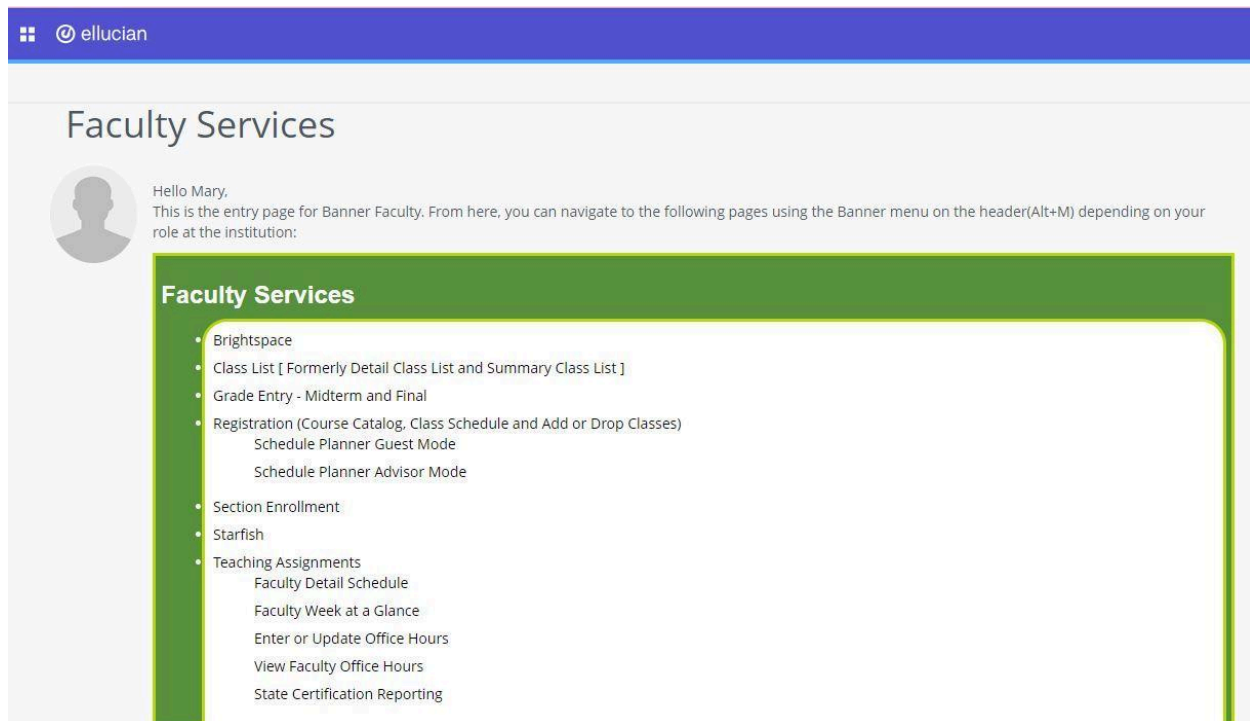 ellucian
Faculty Services
Hello Mary,
This is the entry page for Banner Faculty. From here, you can navigate to the following pages using the Banner menu on the header(Alt+M) depending on your
role at the institution:
Faculty Services
Brightspace
Class List [ Formerly Detail Class List and Summary Class List ]
Grade Entry - Midterm and Final
Registration (Course Catalog, Class Schedule and Add or Drop Classes)
Schedule Planner Guest Mode
Schedule Planner Advisor Mode
Section Enrollment
Starfish
Teaching Assignments
Faculty Detail Schedule
Faculty Week at a Glance
Enter or Update Office Hours
View Faculty Office Hours
State Certification Reporting